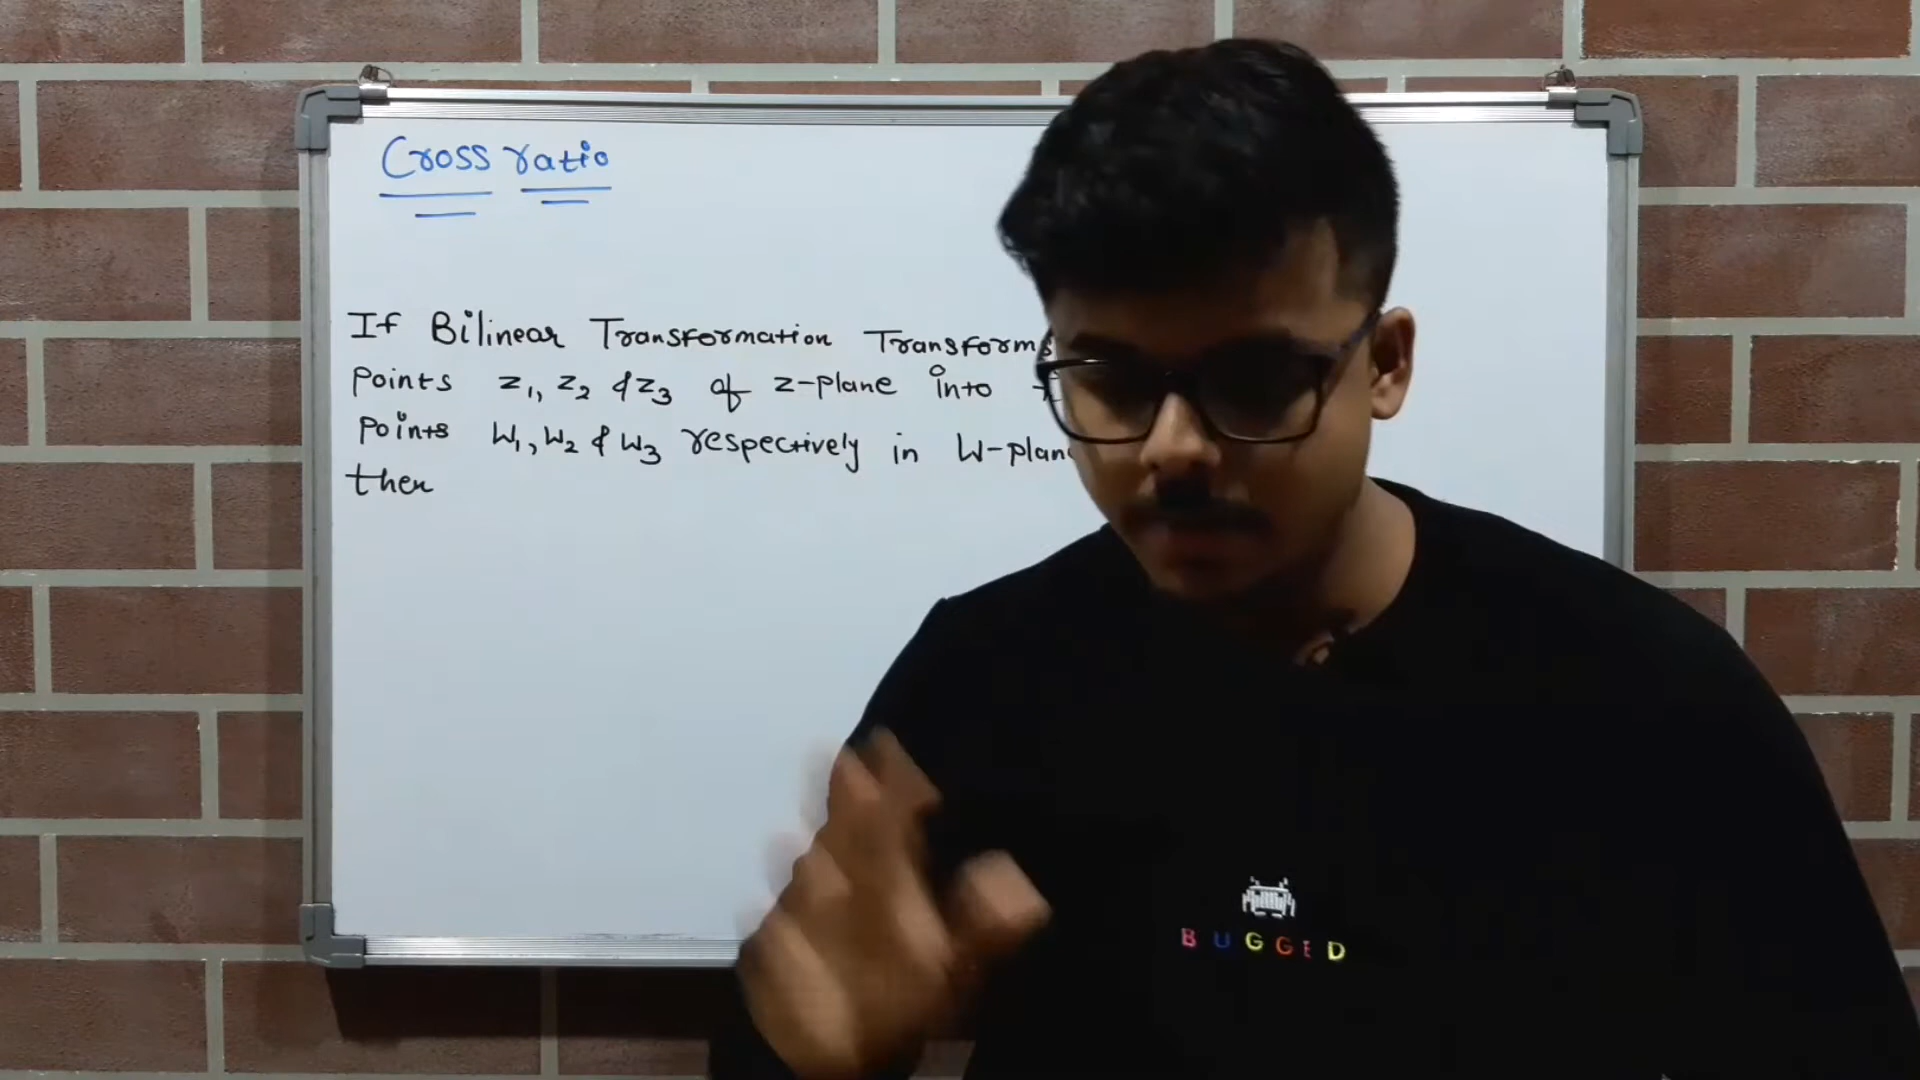 Cross ratio
If Bilinear Transformation Transforms
points z₁, z₂ & z₃ of z-plane into
points W₁, W₂ & W₃ respectively in W-plane
then
BUGGED